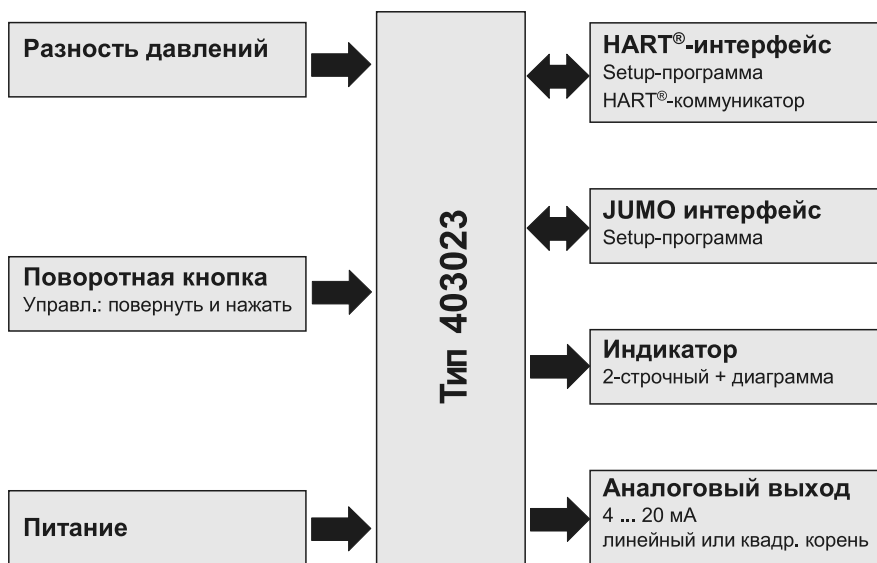 Разность давлений
Поворотная кнопка
Управл.: повернуть и нажать
Питание
Тип 403023
HART®-интерфейс
Setup-программа
HART®-коммуникатор
JUMO интерфейс
Setup-программа
Индикатор
2-строчный + диаграмма
Аналоговый выход
4 ... 20 мА
линейный или квадр. корень